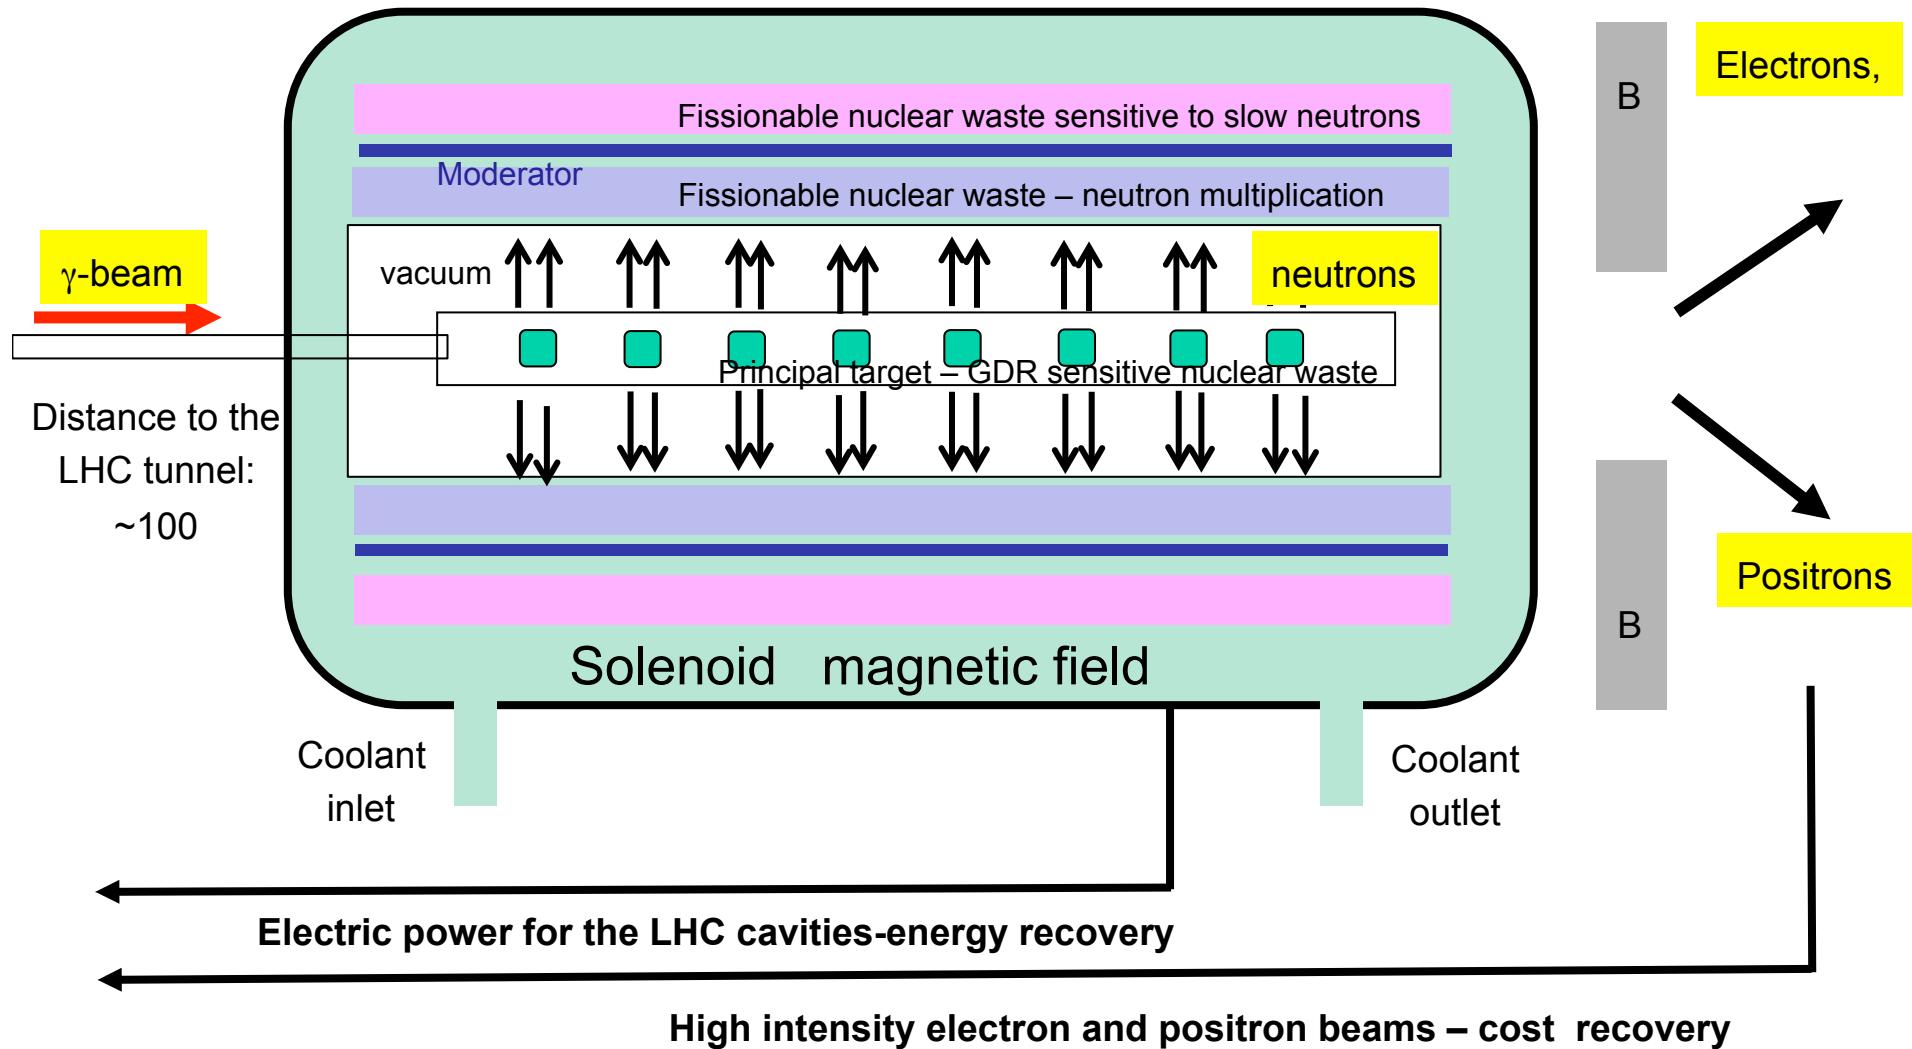 Electrons,
B
Fissionable nuclear waste sensitive to slow neutrons
Moderator
Fissionable nuclear waste – neutron multiplication
γ-beam
vacuum
neutrons
Principal target – GDR sensitive nuclear waste
Distance to the
LHC tunnel:
~100
Positrons
B
Solenoid magnetic field
Coolant
inlet
Coolant
outlet
Electric power for the LHC cavities-energy recovery
High intensity electron and positron beams – cost recovery